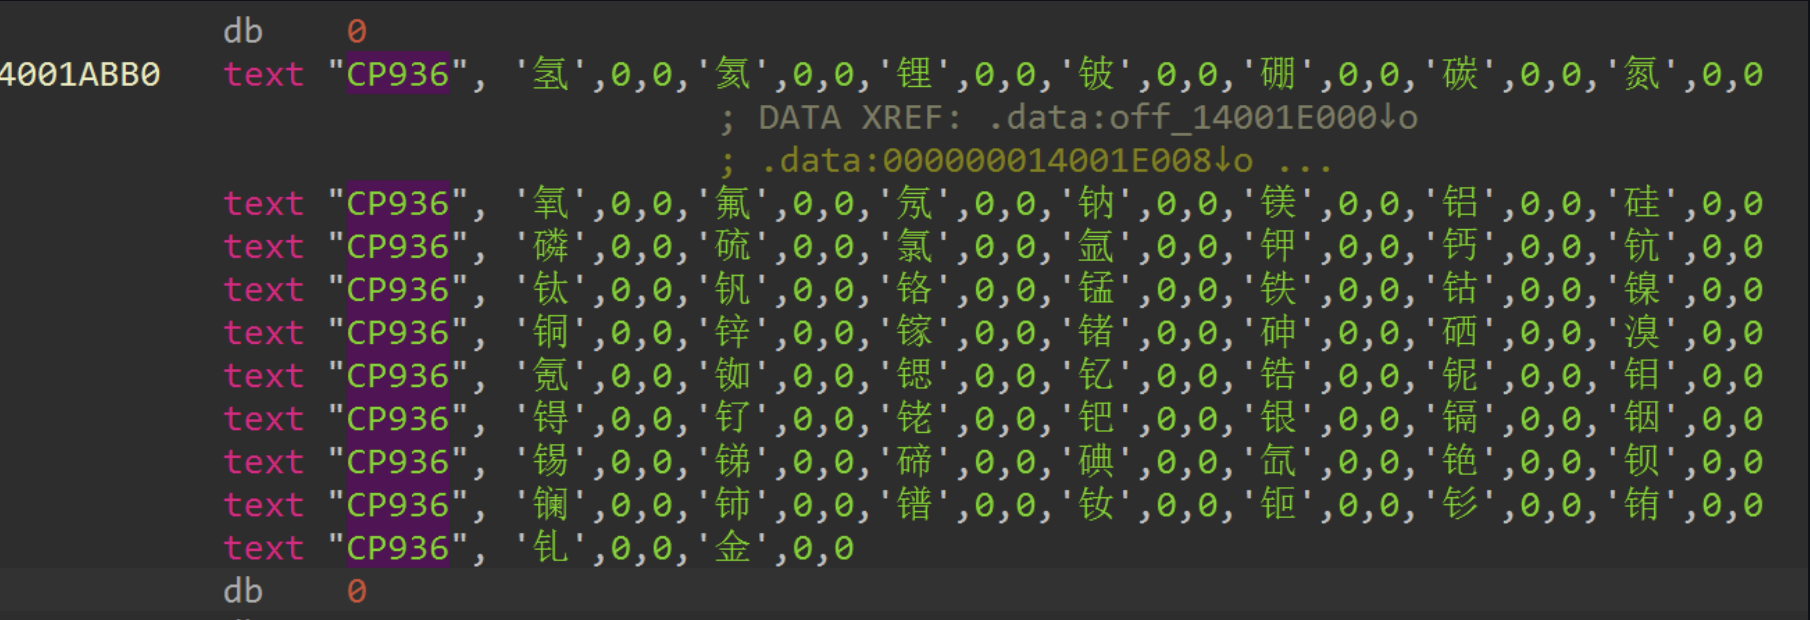 db 0
4001ABB0 text "CP936", '氢',0,0,'氦',0,0,'锂',0,0,'铍',0,0,'硼',0,0,'碳',0,0,'氮',0,0
; DATA XREF: .data:off_14001E000↓o
; .data:000000014001E008↓o ...
text "CP936", '氧',0,0,'氟',0,0,'氖',0,0,'钠',0,0,'镁',0,0,'铝',0,0,'硅',0,0
text "CP936", '磷',0,0,'硫',0,0,'氯',0,0,'氩',0,0,'钾',0,0,'钙',0,0,'钪',0,0
text "CP936", '钛',0,0,'钒',0,0,'铬',0,0,'锰',0,0,'铁',0,0,'钴',0,0,'镍',0,0
text "CP936", '铜',0,0,'锌',0,0,'镓',0,0,'锗',0,0,'砷',0,0,'硒',0,0,'溴',0,0
text "CP936", '氪',0,0,'铷',0,0,'锶',0,0,'钇',0,0,'锆',0,0,'铌',0,0,'钼',0,0
text "CP936", '锝',0,0,'钌',0,0,'铑',0,0,'钯',0,0,'银',0,0,'镉',0,0,'铟',0,0
text "CP936", '锡',0,0,'锑',0,0,'碲',0,0,'碘',0,0,'氙',0,0,'铯',0,0,'钡',0,0
text "CP936", '镧',0,0,'铈',0,0,'镨',0,0,'钕',0,0,'钷',0,0,'钐',0,0,'铕',0,0
text "CP936", '钆',0,0,'金',0,0
db 0